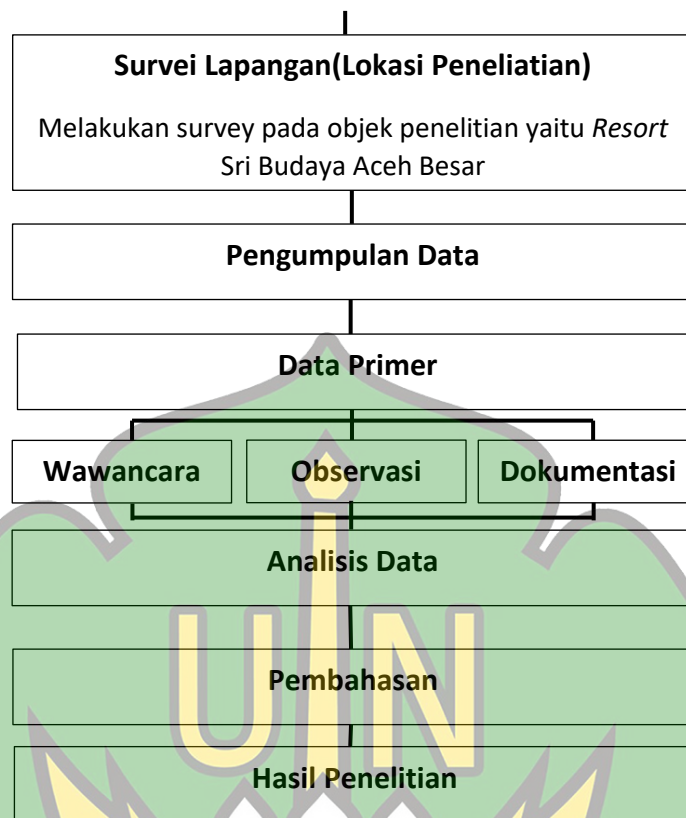 Survei Lapangan(Lokasi Peneliatian)
Melakukan survey pada objek penelitian yaitu Resort
Sri Budaya Aceh Besar
Pengumpulan Data
Data Primer
Wawancara
Observasi
Dokumentasi
Analisis Data
UIN
Pembahasan
Hasil Penelitian